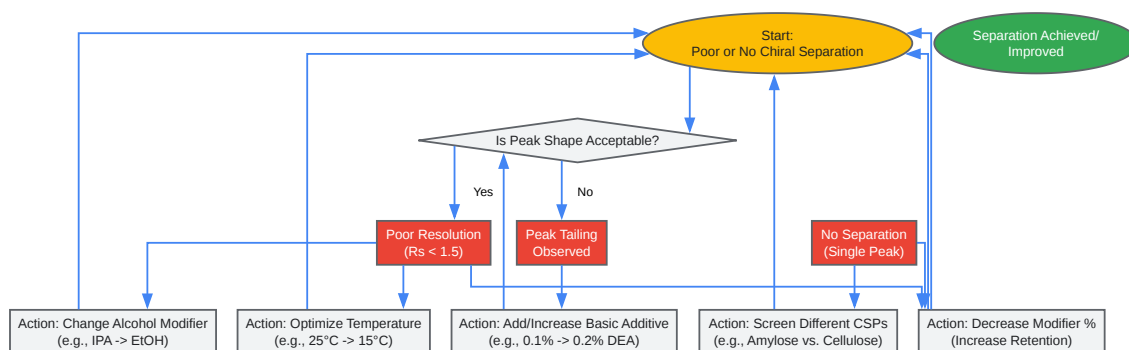 Start:
Poor or No Chiral Separation
Separation Achieved/
Improved
Is Peak Shape Acceptable?
Yes
No
Poor Resolution
(Rs < 1.5)
Peak Tailing
Observed
No Separation
(Single Peak)
Action: Change Alcohol Modifier
(e.g., IPA -> EtOH)
Action: Optimize Temperature
(e.g., 25°C -> 15°C)
Action: Add/Increase Basic Additive
(e.g., 0.1% -> 0.2% DEA)
Action: Screen Different CSPs
(e.g., Amylose vs. Cellulose)
Action: Decrease Modifier %
(Increase Retention)